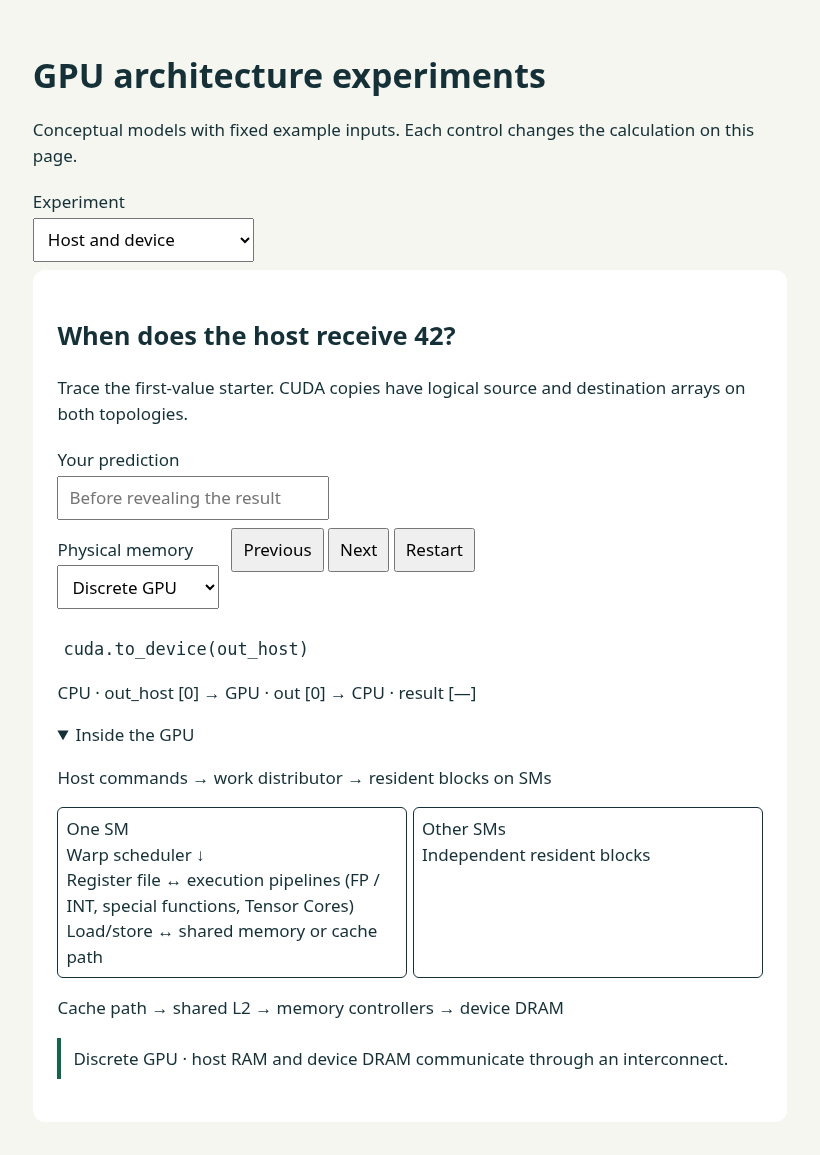 GPU architecture experiments
Conceptual models with fixed example inputs. Each control changes the calculation on this
page.
Experiment
Host and device
When does the host receive 42?
Trace the first-value starter. CUDA copies have logical source and destination arrays on
both topologies.
Your prediction
Before revealing the result
Physical memory
Discrete GPU
Previous
Next
Restart
cuda.to_device(out_host)
CPU · out_host [0] → GPU · out [0] → CPU · result [—]
▼ Inside the GPU
Host commands → work distributor → resident blocks on SMs
One SM
Warp scheduler ↓
Register file ↔ execution pipelines (FP /
INT, special functions, Tensor Cores)
Load/store ↔ shared memory or cache
path
Other SMs
Independent resident blocks
Cache path → shared L2 → memory controllers → device DRAM
Discrete GPU · host RAM and device DRAM communicate through an interconnect.